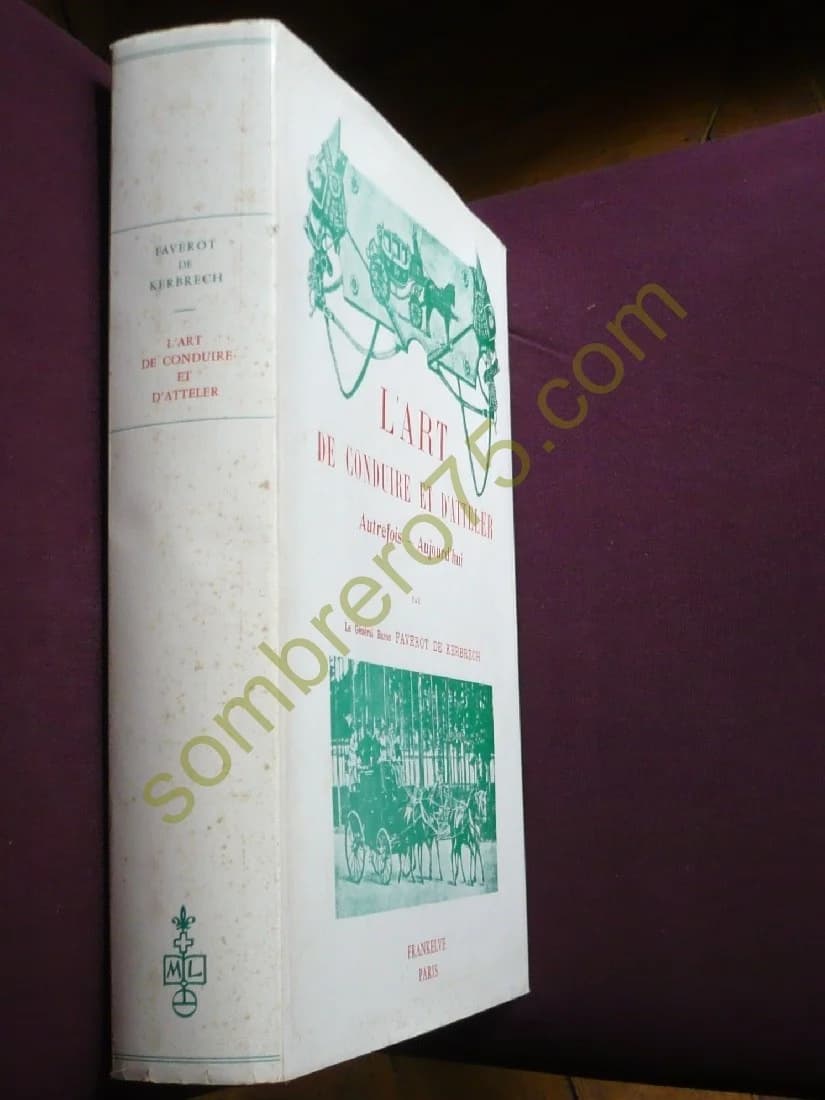 FAVEROT
DE
KERBRECH
L'ART
DE CONDUIRE
ET
D'ATTELER
ML
L'ART
DE CONDUIRE ET D'ATTELER
Autrefois - Aujourd'hui
PAR
Le Général Baron FAVEROT DE KERBRECH
FRANKELVE
PARIS
sombrero75.com